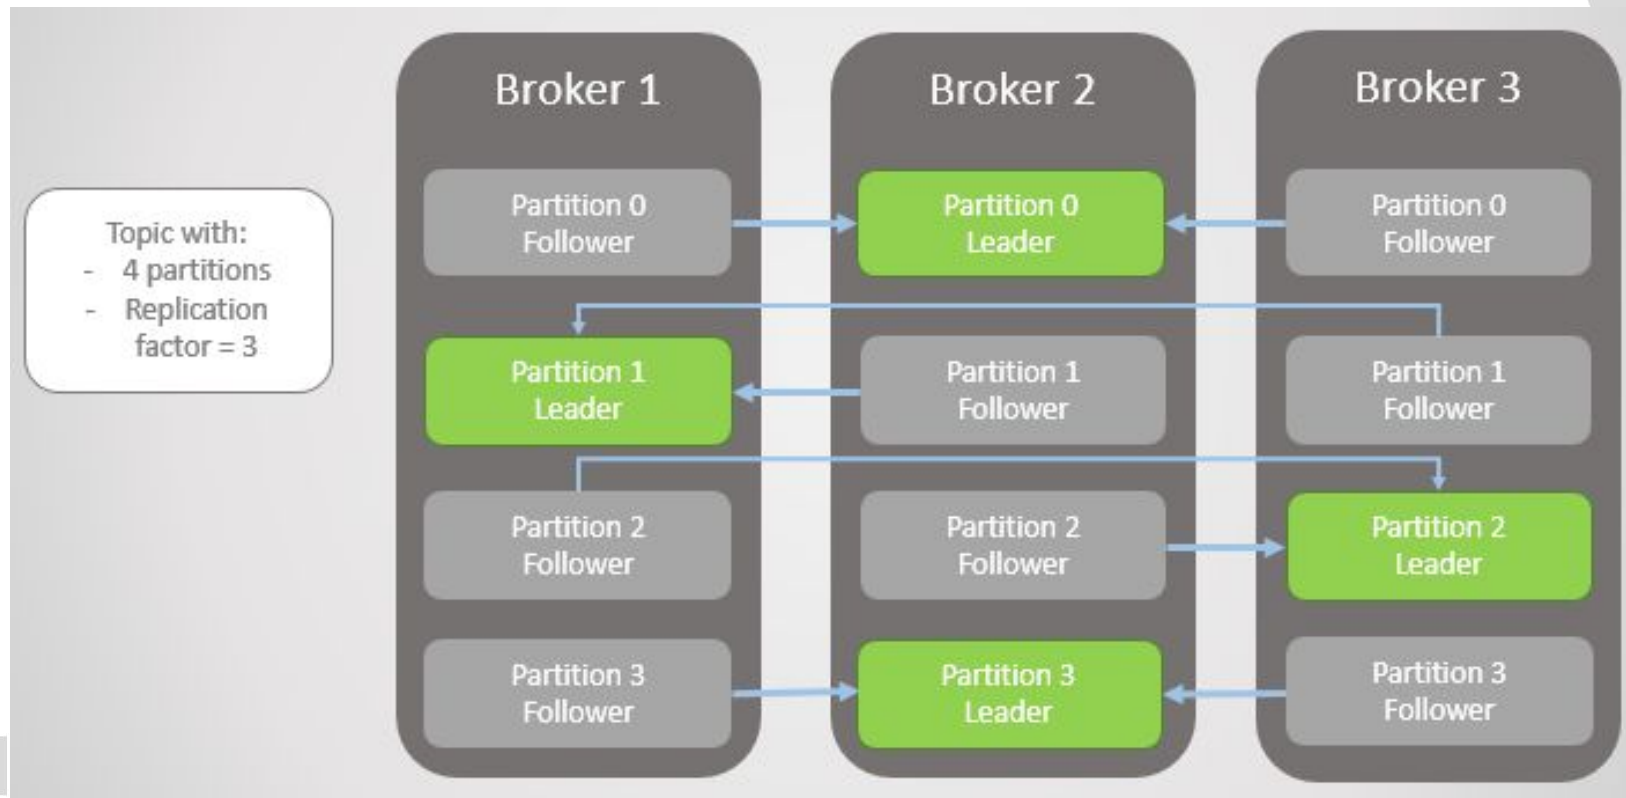 Broker 1
Broker 2
Broker 3
Topic with:
- 4 partitions
- Replication
factor = 3
Partition 0
Follower
Partition 0
Leader
Partition 0
Follower
Partition 1
Leader
Partition 1
Follower
Partition 1
Follower
Partition 2
Follower
Partition 2
Follower
Partition 2
Leader
Partition 3
Follower
Partition 3
Leader
Partition 3
Follower